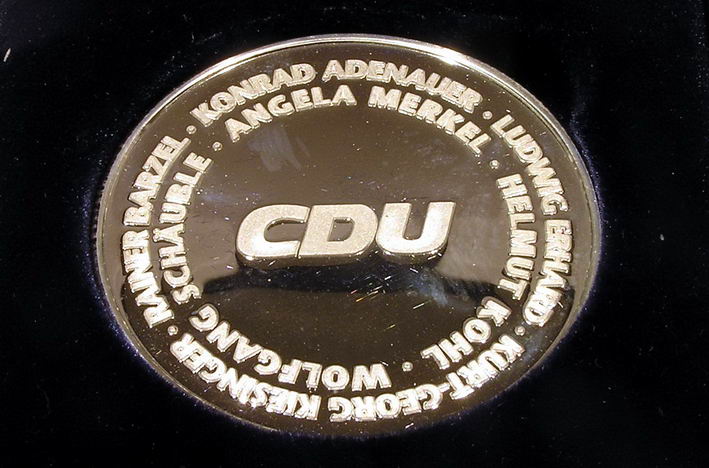 KONRAD ADENAUER · LUDWIG ERHARD · KURT-GEORG KIESINGER · RAINER BARZEL ·
ANGELA MERKEL · HELMUT KOHL · WOLFGANG SCHÄUBLE ·
CDU